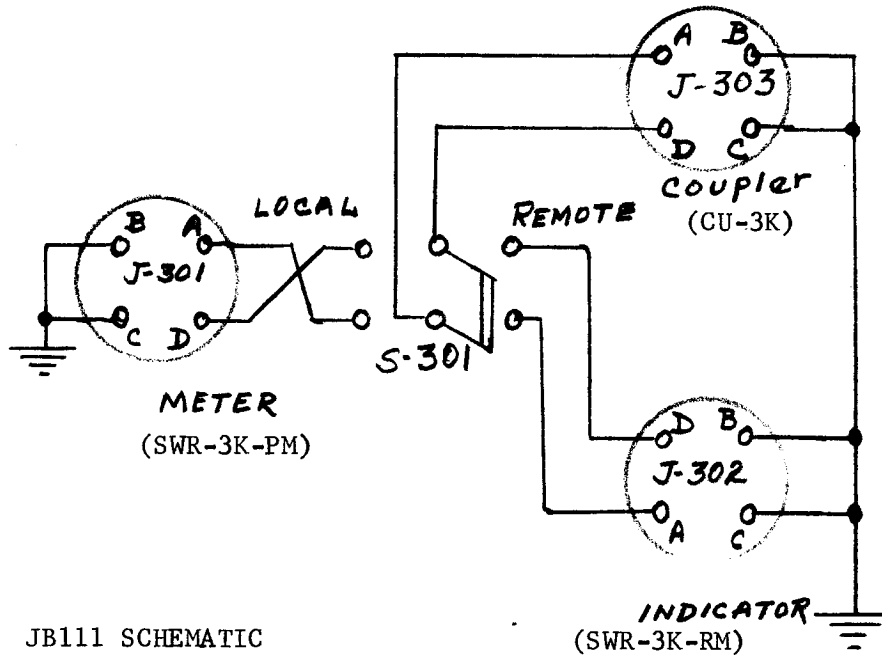 A B
J-303
D C
Coupler
(CU-3K)
LOCAL
REMOTE
B A
J-301
C D
S-301
METER
(SWR-3K-PM)
D B
J-302
A C
INDICATOR
(SWR-3K-RM)
JB111 SCHEMATIC